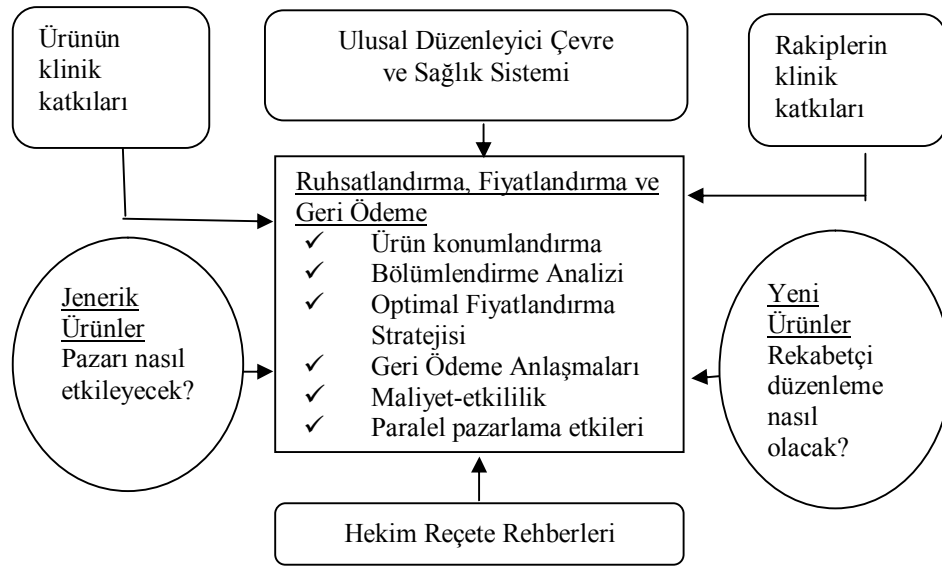 Ürünün
klinik
katkıları
Ulusal Düzenleyici Çevre
ve Sağlık Sistemi
Rakiplerin
klinik
katkıları
Ruhsatlandırma, Fiyatlandırma ve
Geri Ödeme
✓ Ürün konumlandırma
✓ Bölümlendirme Analizi
✓ Optimal Fiyatlandırma
Stratejisi
✓ Geri Ödeme Anlaşmaları
✓ Maliyet-etkililik
✓ Paralel pazarlama etkileri
Jenerik
Ürünler
Pazarı nasıl
etkileyecek?
Yeni
Ürünler
Rekabetçi
düzenleme
nasıl
olacak?
Hekim Reçete Rehberleri